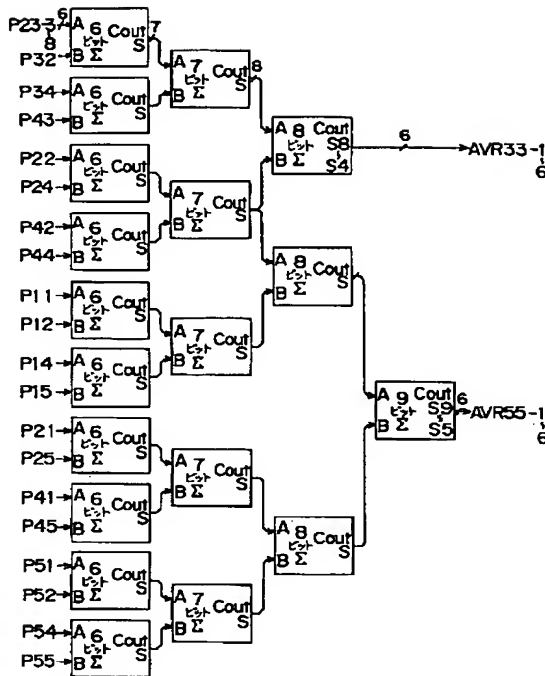 P23-3 6 A 6 Cout 7
8 ビット S
P32 B Σ
A 7 Cout 8
ビット S
B Σ
P34 A 6 Cout
ビット S
P43 B Σ
A 8 Cout 6 AVR33-1
ビット S8 6
B Σ S4
P22 A 6 Cout
ビット S
P24 B Σ
A 7 Cout
ビット S
B Σ
P42 A 6 Cout
ビット S
P44 B Σ
A 8 Cout
ビット S
B Σ
P11 A 6 Cout
ビット S
P12 B Σ
A 7 Cout
ビット S
B Σ
P14 A 6 Cout
ビット S
P15 B Σ
A 9 Cout 6 AVR55-1
ビット S9 6
B Σ S5
P21 A 6 Cout
ビット S
P25 B Σ
A 7 Cout
ビット S
B Σ
P41 A 6 Cout
ビット S
P45 B Σ
A 8 Cout
ビット S
B Σ
P51 A 6 Cout
ビット S
P52 B Σ
A 7 Cout
ビット S
B Σ
P54 A 6 Cout
ビット S
P55 B Σ